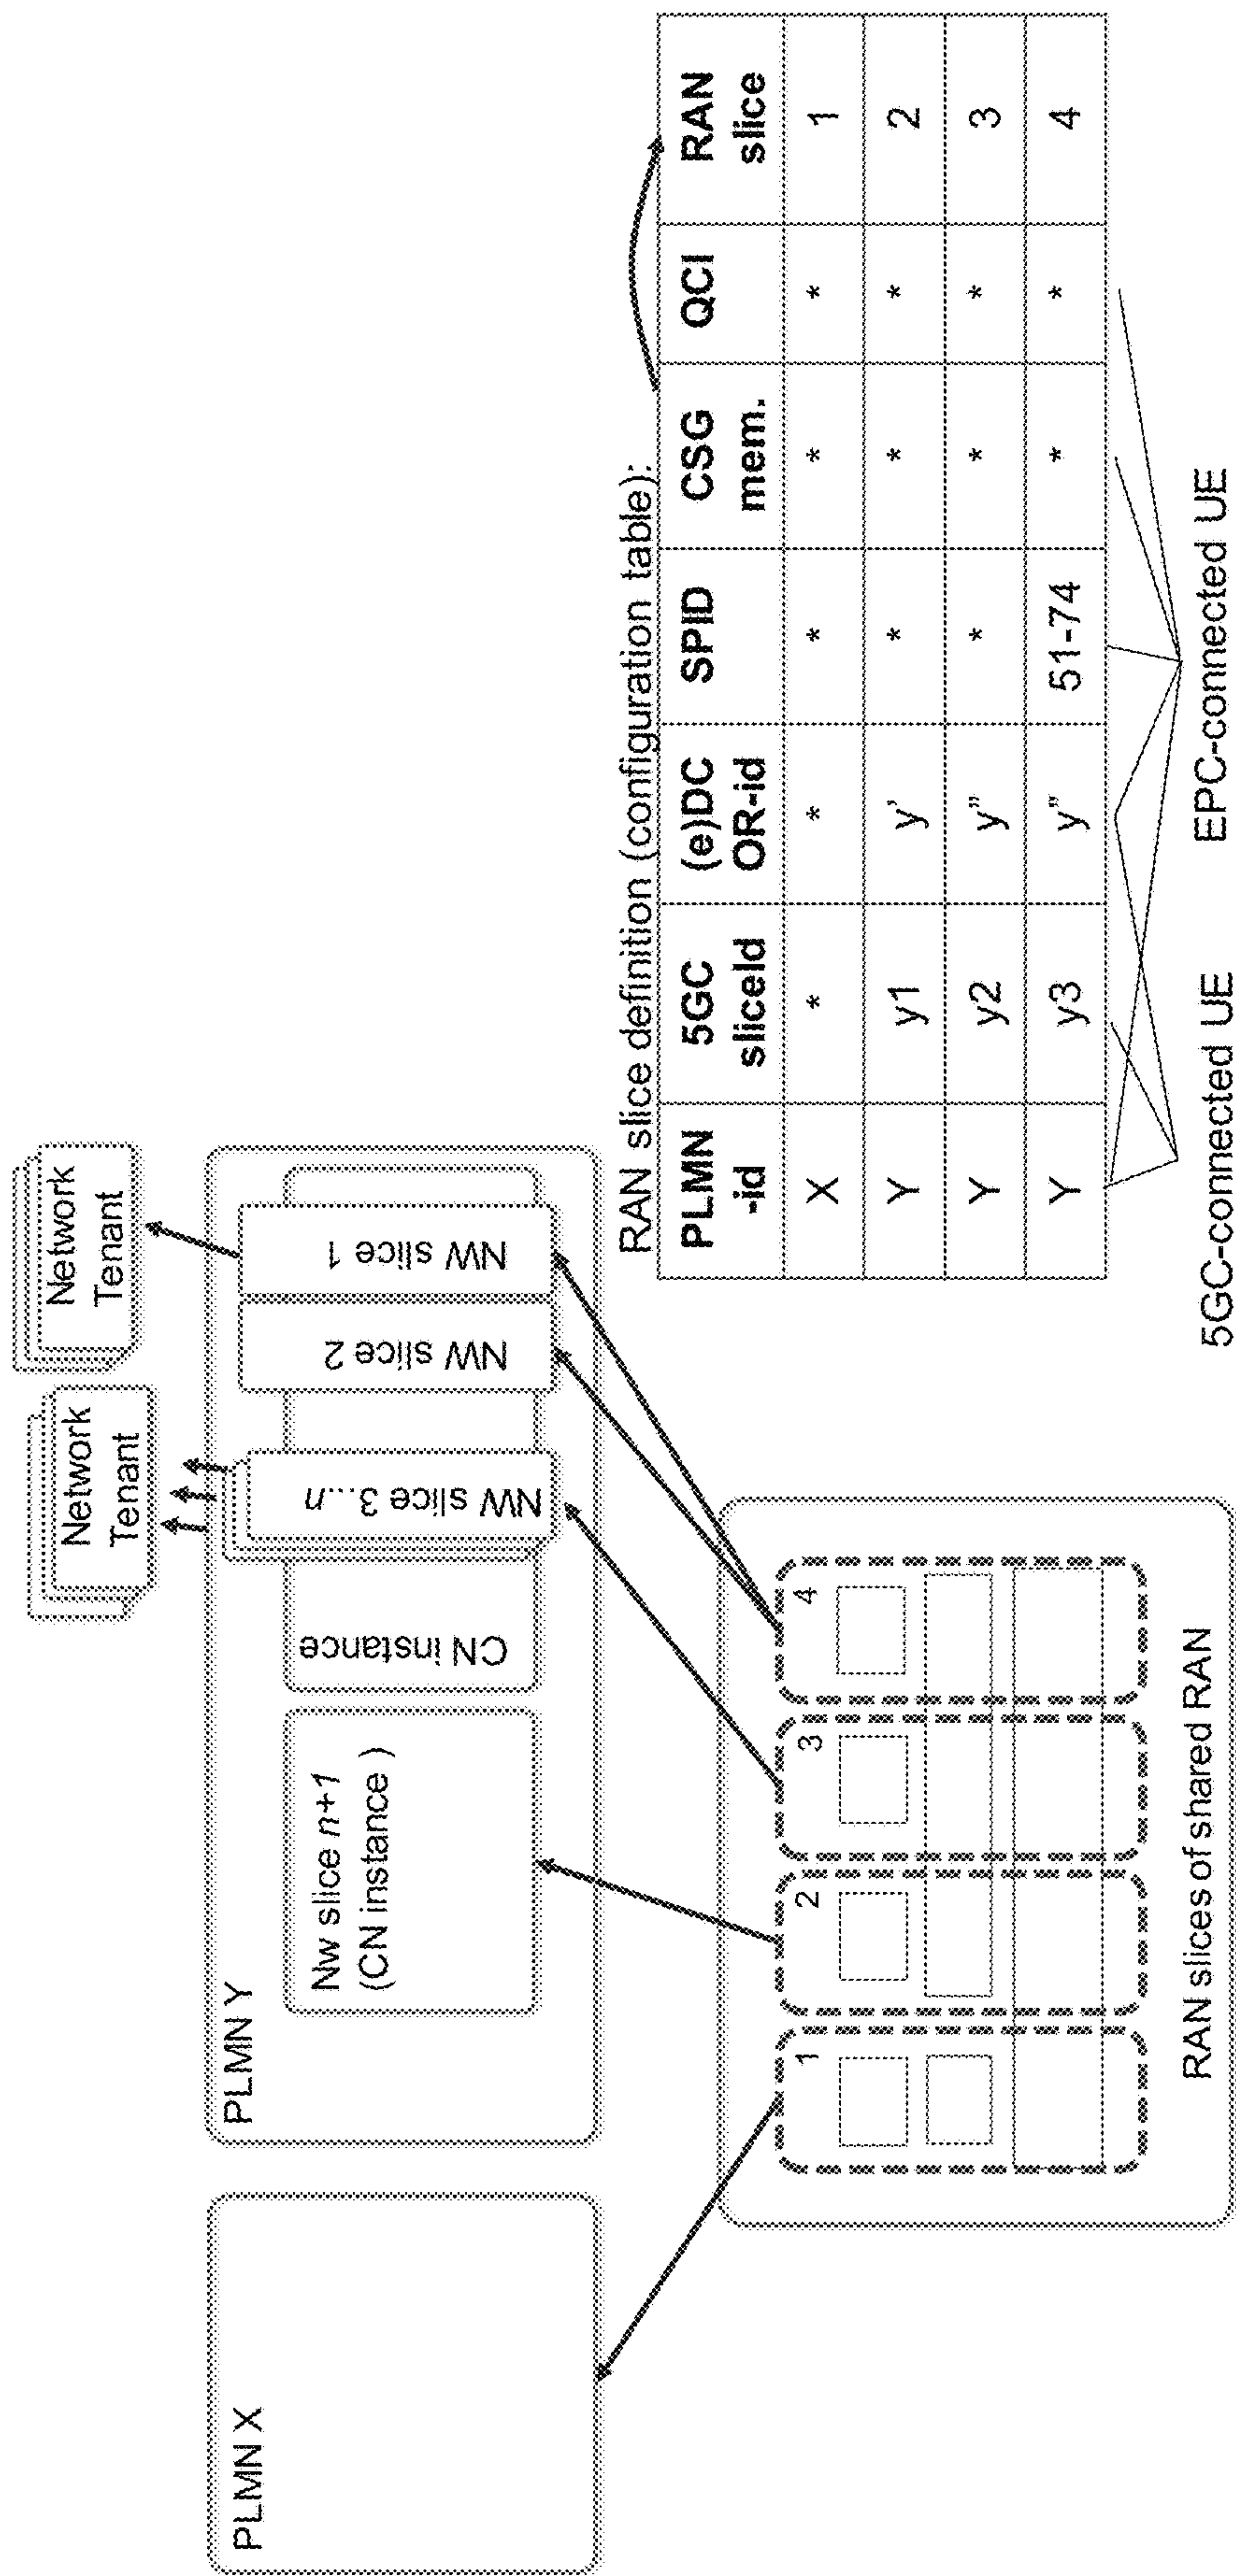 PLMN X
PLMN Y
Nw slice n+1
(CN instance )
CN instance
NW slice 3...n
NW slice 2
NW slice 1
Network
Tenant
Network
Tenant
1
2
3
4
RAN slices of shared RAN
RAN slice definition (configuration table):
PLMN
-id
5GC
sliceId
(e)DC
OR-id
SPID
CSG
mem.
QCI
RAN
slice
X * * * * * 1
Y y1 y' * * * 2
Y y2 y" * * * 3
Y y3 y" 51-74 * * 4
5GC-connected UE
EPC-connected UE